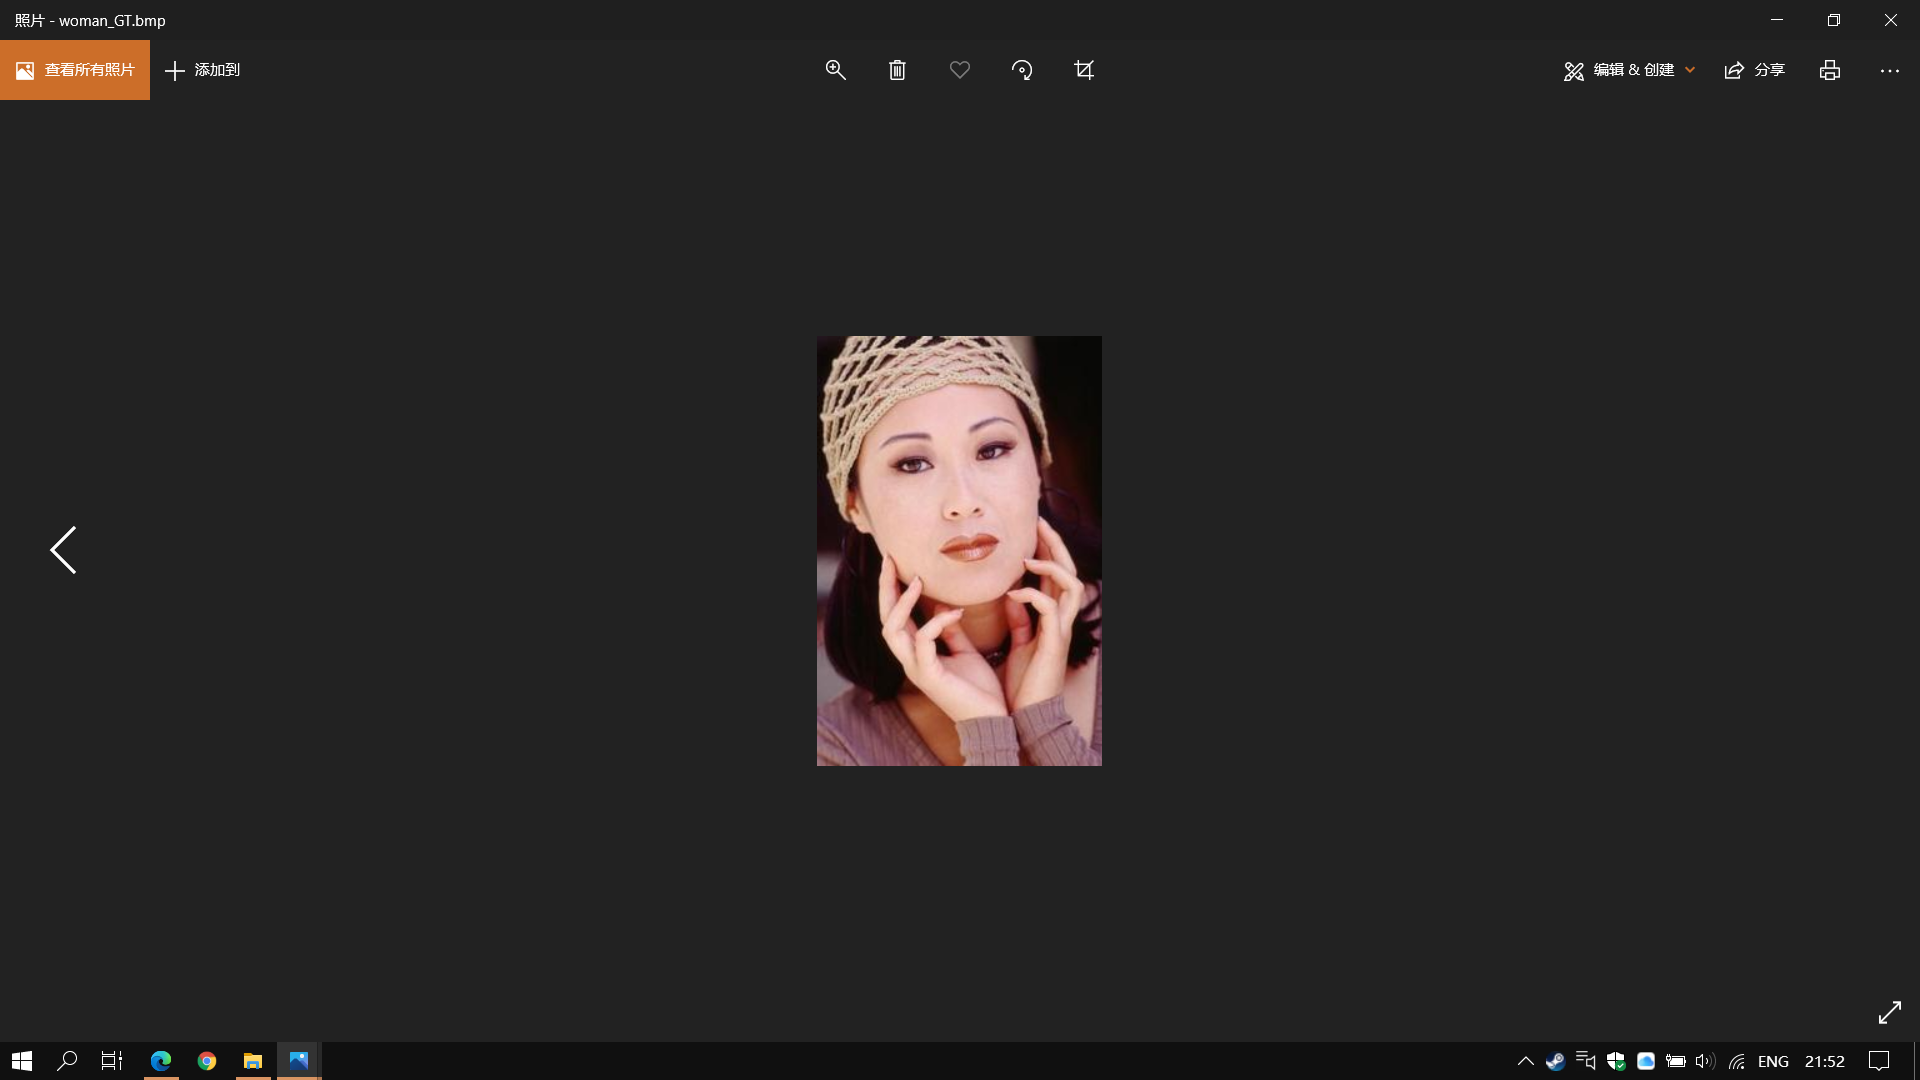 照片 - woman_GT.bmp
查看所有照片
添加到
编辑 & 创建
分享
ENG
21:52